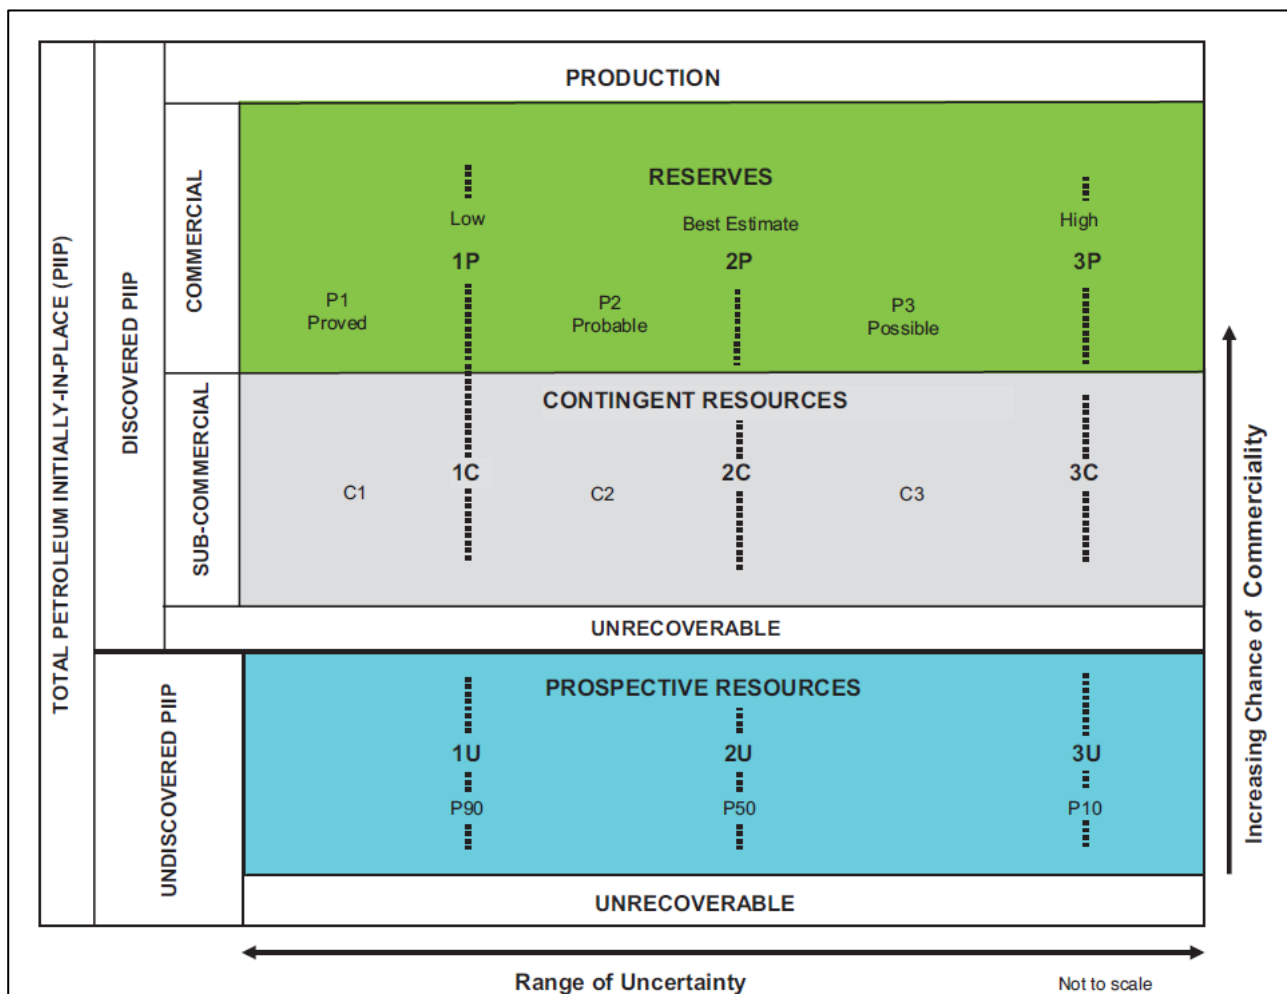 TOTAL PETROLEUM INITIALLY-IN-PLACE (PIIP)
DISCOVERED PIIP
UNDISCOVERED PIIP
COMMERCIAL
SUB-COMMERCIAL
PRODUCTION
RESERVES
Low
Best Estimate
High
1P
2P
3P
P1
Proved
P2
Probable
P3
Possible
CONTINGENT RESOURCES
1C
2C
3C
C1
C2
C3
UNRECOVERABLE
PROSPECTIVE RESOURCES
1U
2U
3U
P90
P50
P10
UNRECOVERABLE
Range of Uncertainty
Not to scale
Increasing Chance of Commerciality